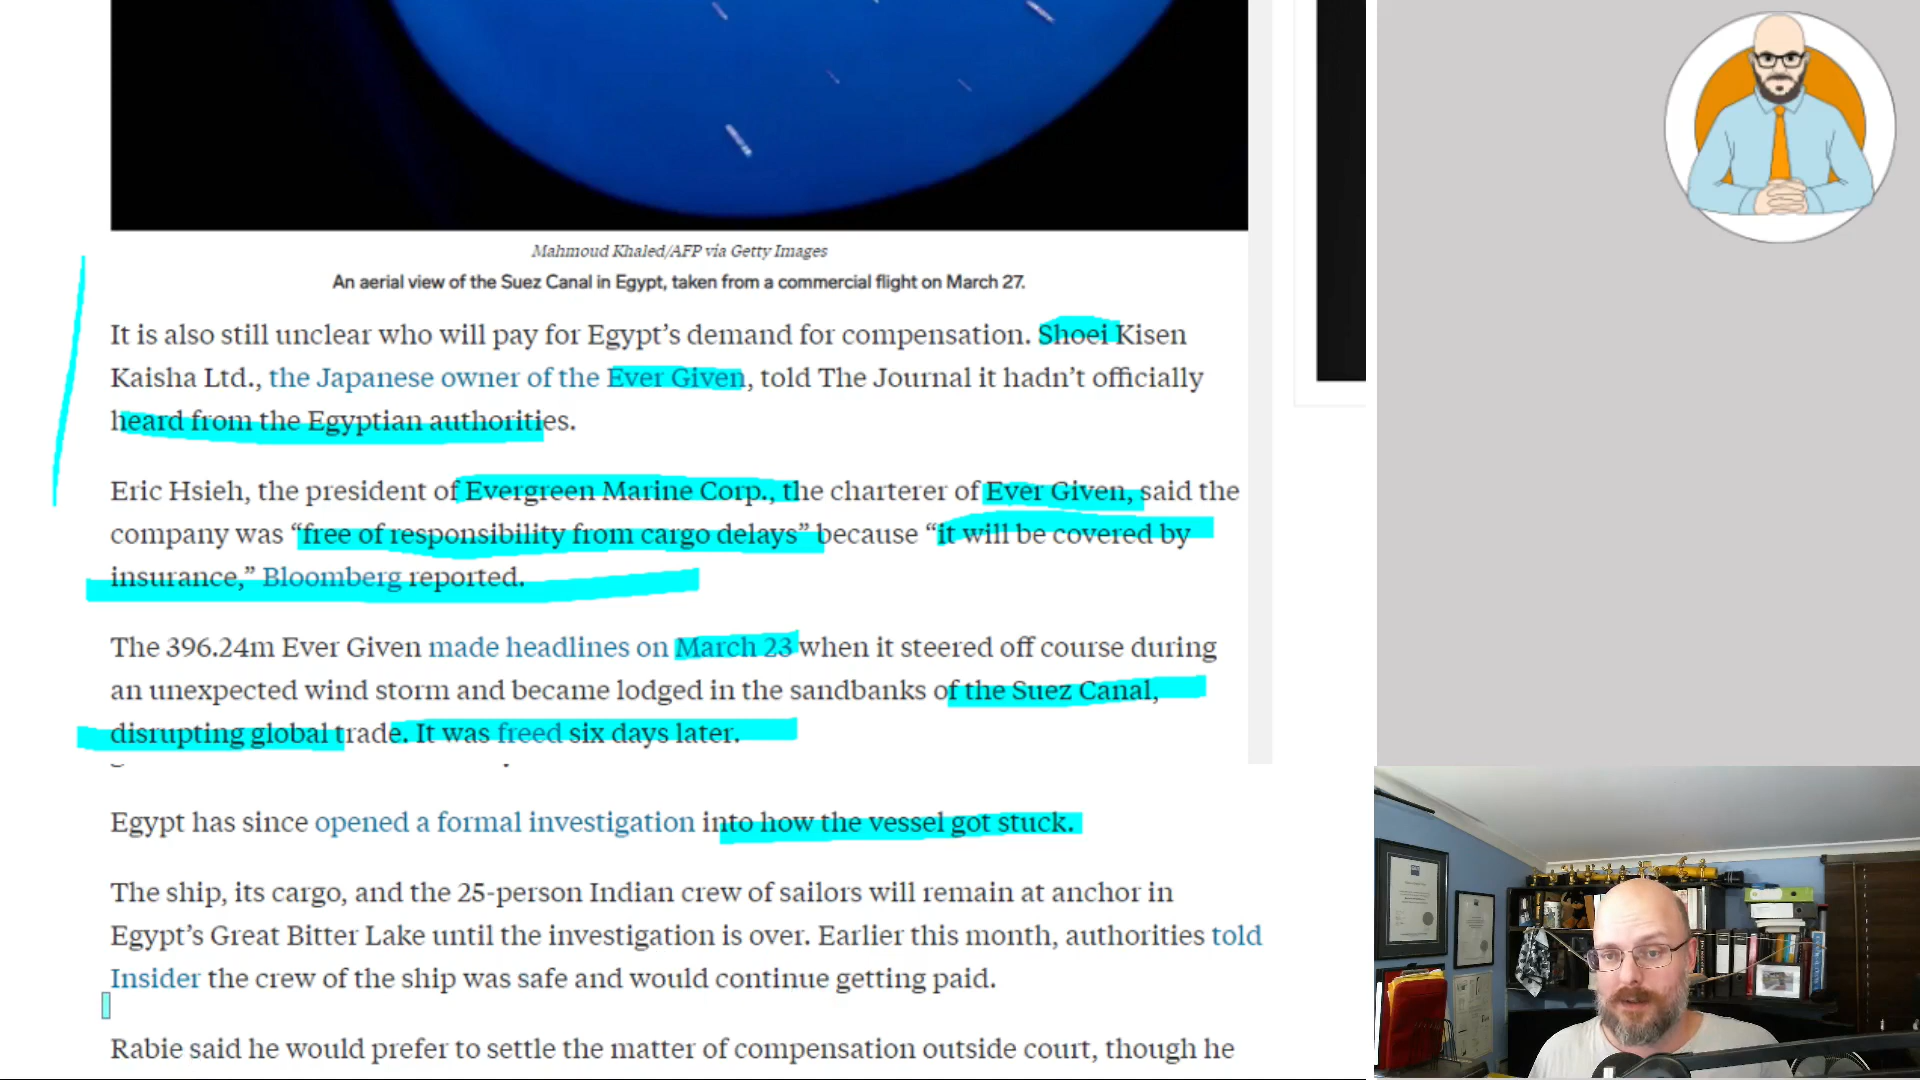 Mahmoud Khaled/AFP via Getty Images
An aerial view of the Suez Canal in Egypt, taken from a commercial flight on March 27.
It is also still unclear who will pay for Egypt’s demand for compensation. Shoei Kisen
Kaisha Ltd., the Japanese owner of the Ever Given, told The Journal it hadn’t officially
heard from the Egyptian authorities.
Eric Hsieh, the president of Evergreen Marine Corp., the charterer of Ever Given, said the
company was “free of responsibility from cargo delays” because “it will be covered by
insurance,” Bloomberg reported.
The 396.24m Ever Given made headlines on March 23 when it steered off course during
an unexpected wind storm and became lodged in the sandbanks of the Suez Canal,
disrupting global trade. It was freed six days later.
Egypt has since opened a formal investigation into how the vessel got stuck.
The ship, its cargo, and the 25-person Indian crew of sailors will remain at anchor in
Egypt’s Great Bitter Lake until the investigation is over. Earlier this month, authorities told
Insider the crew of the ship was safe and would continue getting paid.
Rabie said he would prefer to settle the matter of compensation outside court, though he